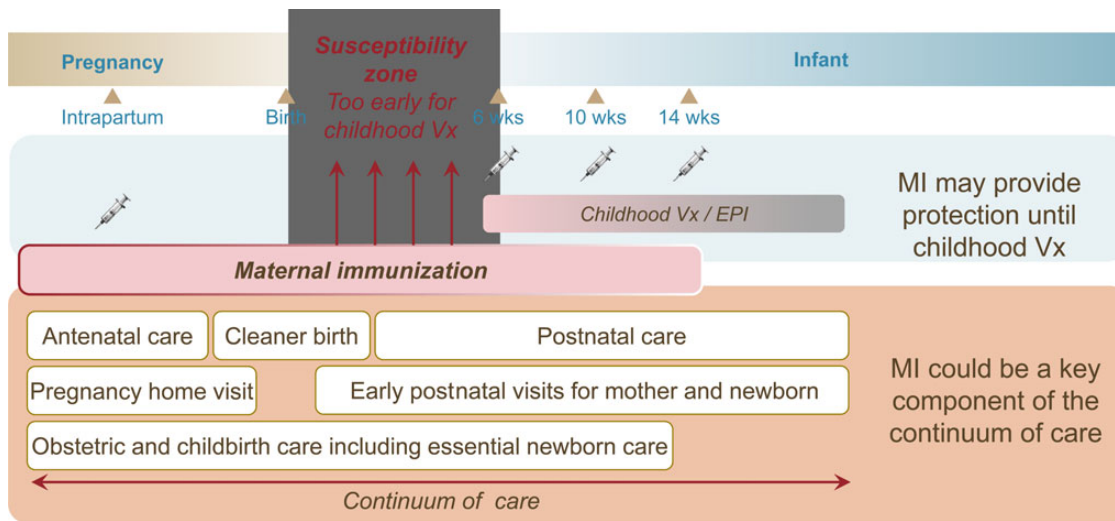 Susceptibility
zone
Too early for
childhood Vx
Pregnancy
Infant
Intrapartum
Birth
6 wks
10 wks
14 wks
Childhood Vx / EPI
MI may provide
protection until
childhood Vx
Maternal immunization
Antenatal care
Cleaner birth
Postnatal care
Pregnancy home visit
Early postnatal visits for mother and newborn
Obstetric and childbirth care including essential newborn care
Continuum of care
MI could be a key
component of the
continuum of care